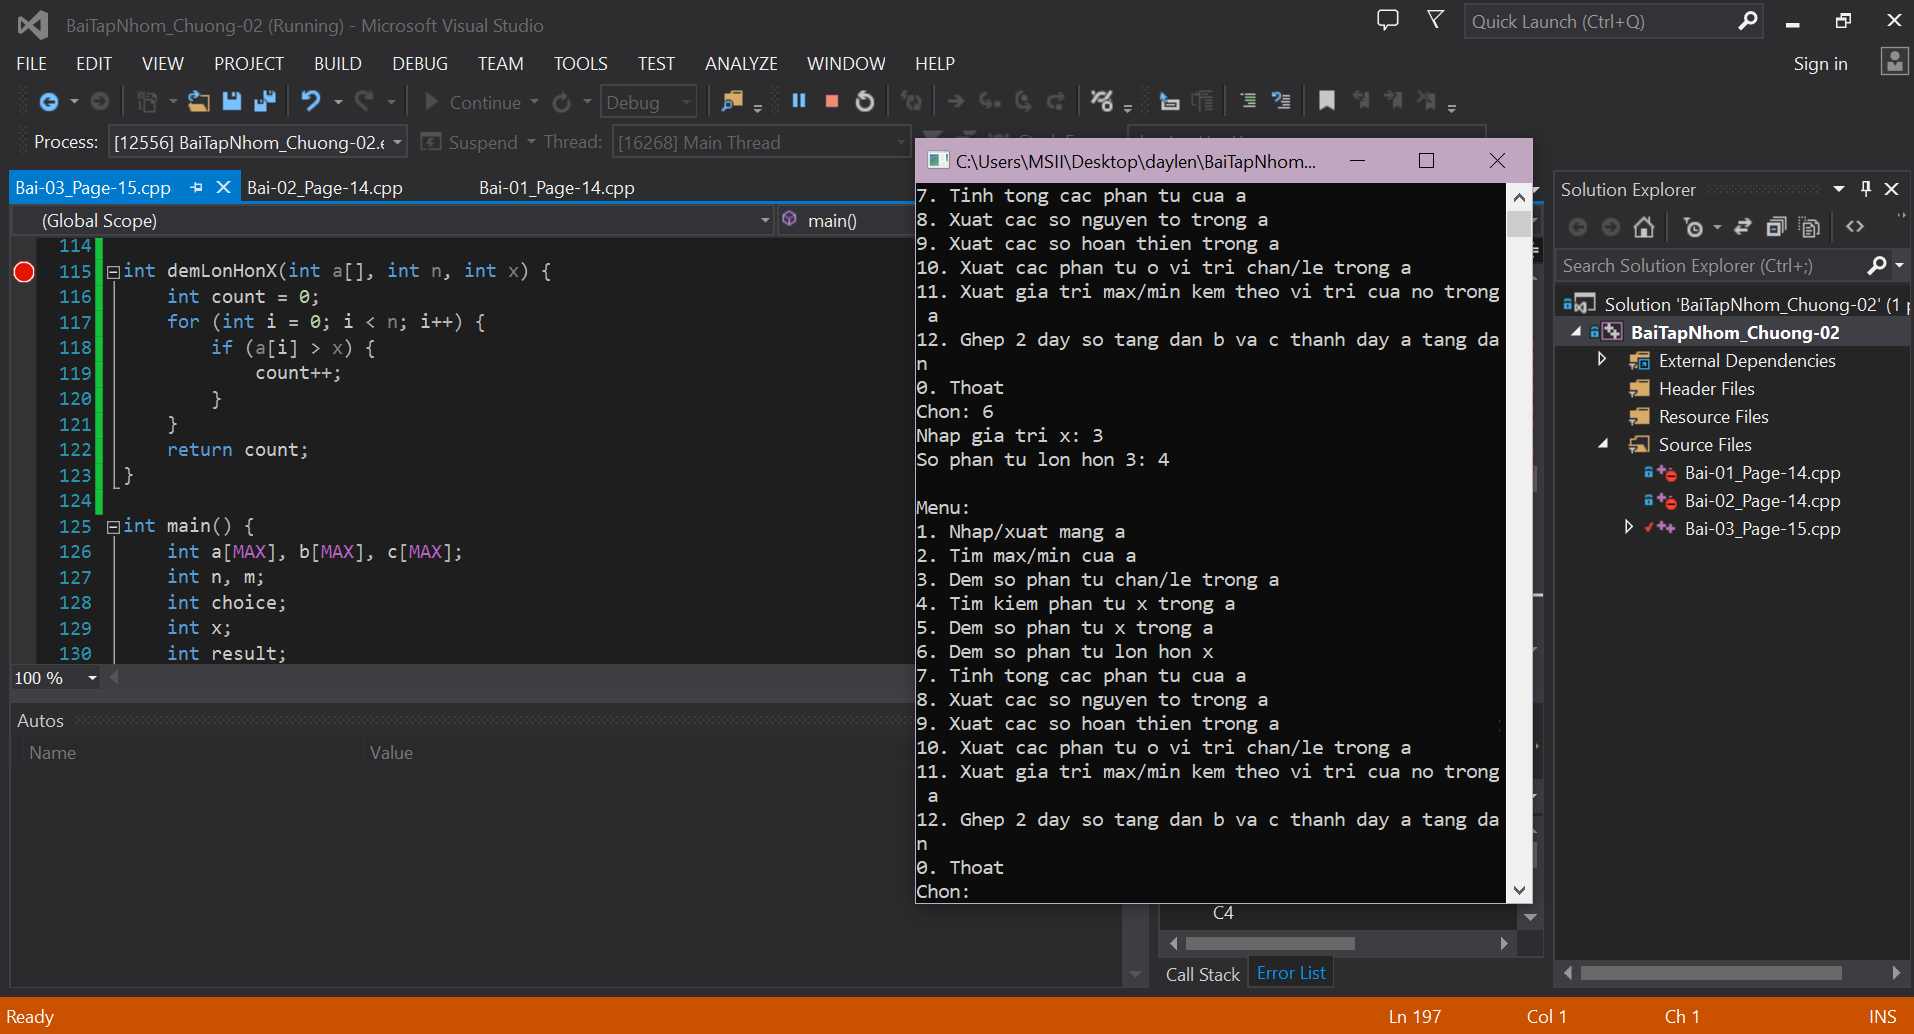 BaiTapNhom_Chuong-02 (Running) - Microsoft Visual Studio
Quick Launch (Ctrl+Q)
FILE EDIT VIEW PROJECT BUILD DEBUG TEAM TOOLS TEST ANALYZE WINDOW HELP
Sign in
Continue
Debug
Process: [12556] BaiTapNhom_Chuong-02.e
Suspend
Thread: [16268] Main Thread
Bai-03_Page-15.cpp
Bai-02_Page-14.cpp
Bai-01_Page-14.cpp
(Global Scope)
main()
114
115 int demLonHonX(int a[], int n, int x) {
116 int count = 0;
117 for (int i = 0; i < n; i++) {
118 if (a[i] > x) {
119 count++;
120 }
121 }
122 return count;
123 }
124
125 int main() {
126 int a[MAX], b[MAX], c[MAX];
127 int n, m;
128 int choice;
129 int x;
130 int result;
100 %
Autos
Name Value
C:\Users\MSII\Desktop\daylen\BaiTapNhom...
7. Tinh tong cac phan tu cua a
8. Xuat cac so nguyen to trong a
9. Xuat cac so hoan thien trong a
10. Xuat cac phan tu o vi tri chan/le trong a
11. Xuat gia tri max/min kem theo vi tri cua no trong
a
12. Ghep 2 day so tang dan b va c thanh day a tang da
n
0. Thoat
Chon: 6
Nhap gia tri x: 3
So phan tu lon hon 3: 4
Menu:
1. Nhap/xuat mang a
2. Tim max/min cua a
3. Dem so phan tu chan/le trong a
4. Tim kiem phan tu x trong a
5. Dem so phan tu x trong a
6. Dem so phan tu lon hon x
7. Tinh tong cac phan tu cua a
8. Xuat cac so nguyen to trong a
9. Xuat cac so hoan thien trong a
10. Xuat cac phan tu o vi tri chan/le trong a
11. Xuat gia tri max/min kem theo vi tri cua no trong
a
12. Ghep 2 day so tang dan b va c thanh day a tang da
n
0. Thoat
Chon:
C4
Call Stack
Error List
Solution Explorer
Search Solution Explorer (Ctrl+;)
Solution 'BaiTapNhom_Chuong-02' (1 p
BaiTapNhom_Chuong-02
External Dependencies
Header Files
Resource Files
Source Files
Bai-01_Page-14.cpp
Bai-02_Page-14.cpp
Bai-03_Page-15.cpp
Ready
Ln 197
Col 1
Ch 1
INS